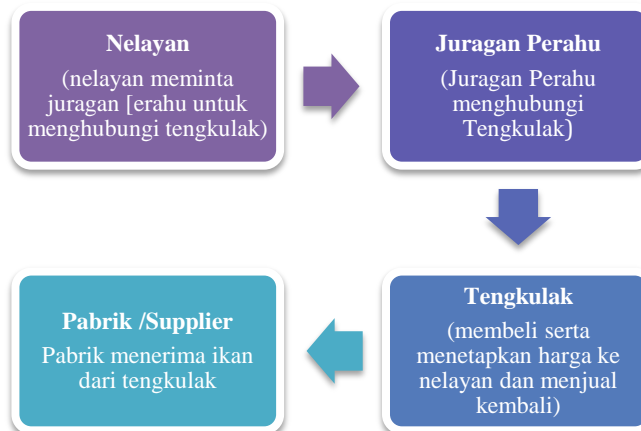 Nelayan
(nelayan meminta
juragan [erahu untuk
menghubungi tengkulak)
Juragan Perahu
(Juragan Perahu
menghubungi
Tengkulak)
Tengkulak
(membeli serta
menetapkan harga ke
nelayan dan menjual
kembali)
Pabrik /Supplier
Pabrik menerima ikan
dari tengkulak